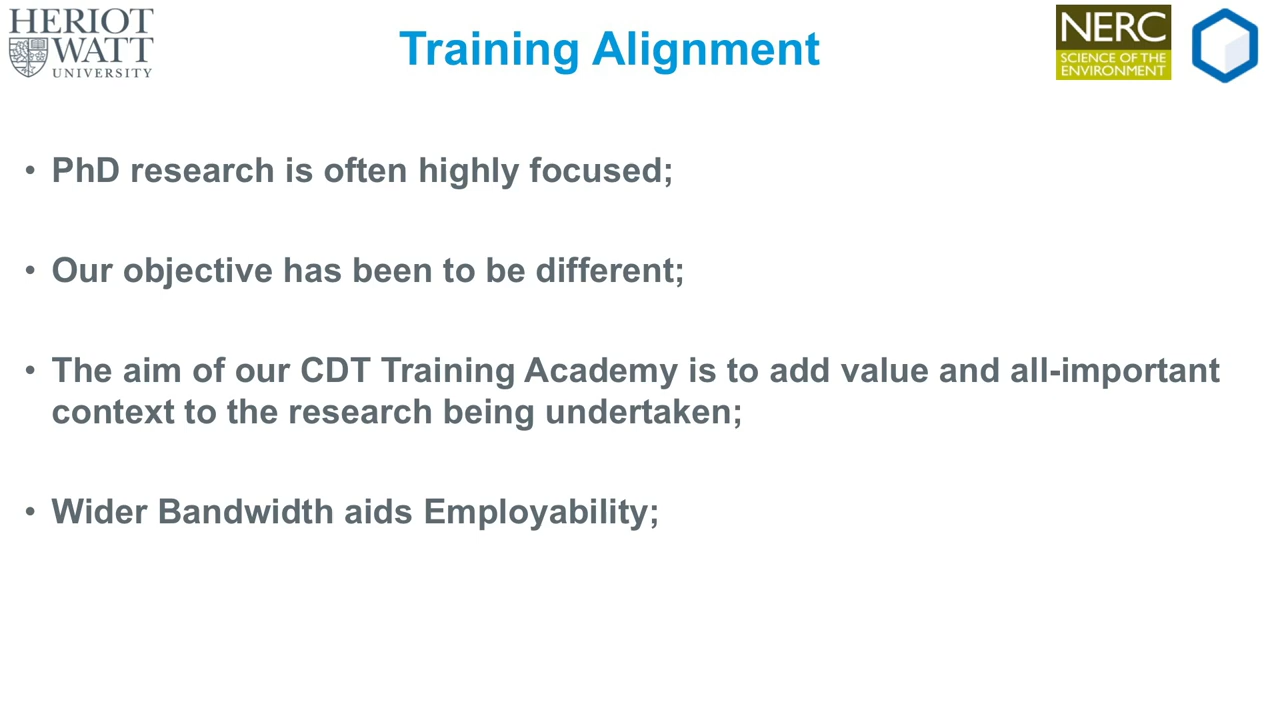 HERIOT
WATT
UNIVERSITY
Training Alignment
NERC
SCIENCE OF THE
ENVIRONMENT
• PhD research is often highly focused;
• Our objective has been to be different;
• The aim of our CDT Training Academy is to add value and all-important
context to the research being undertaken;
• Wider Bandwidth aids Employability;